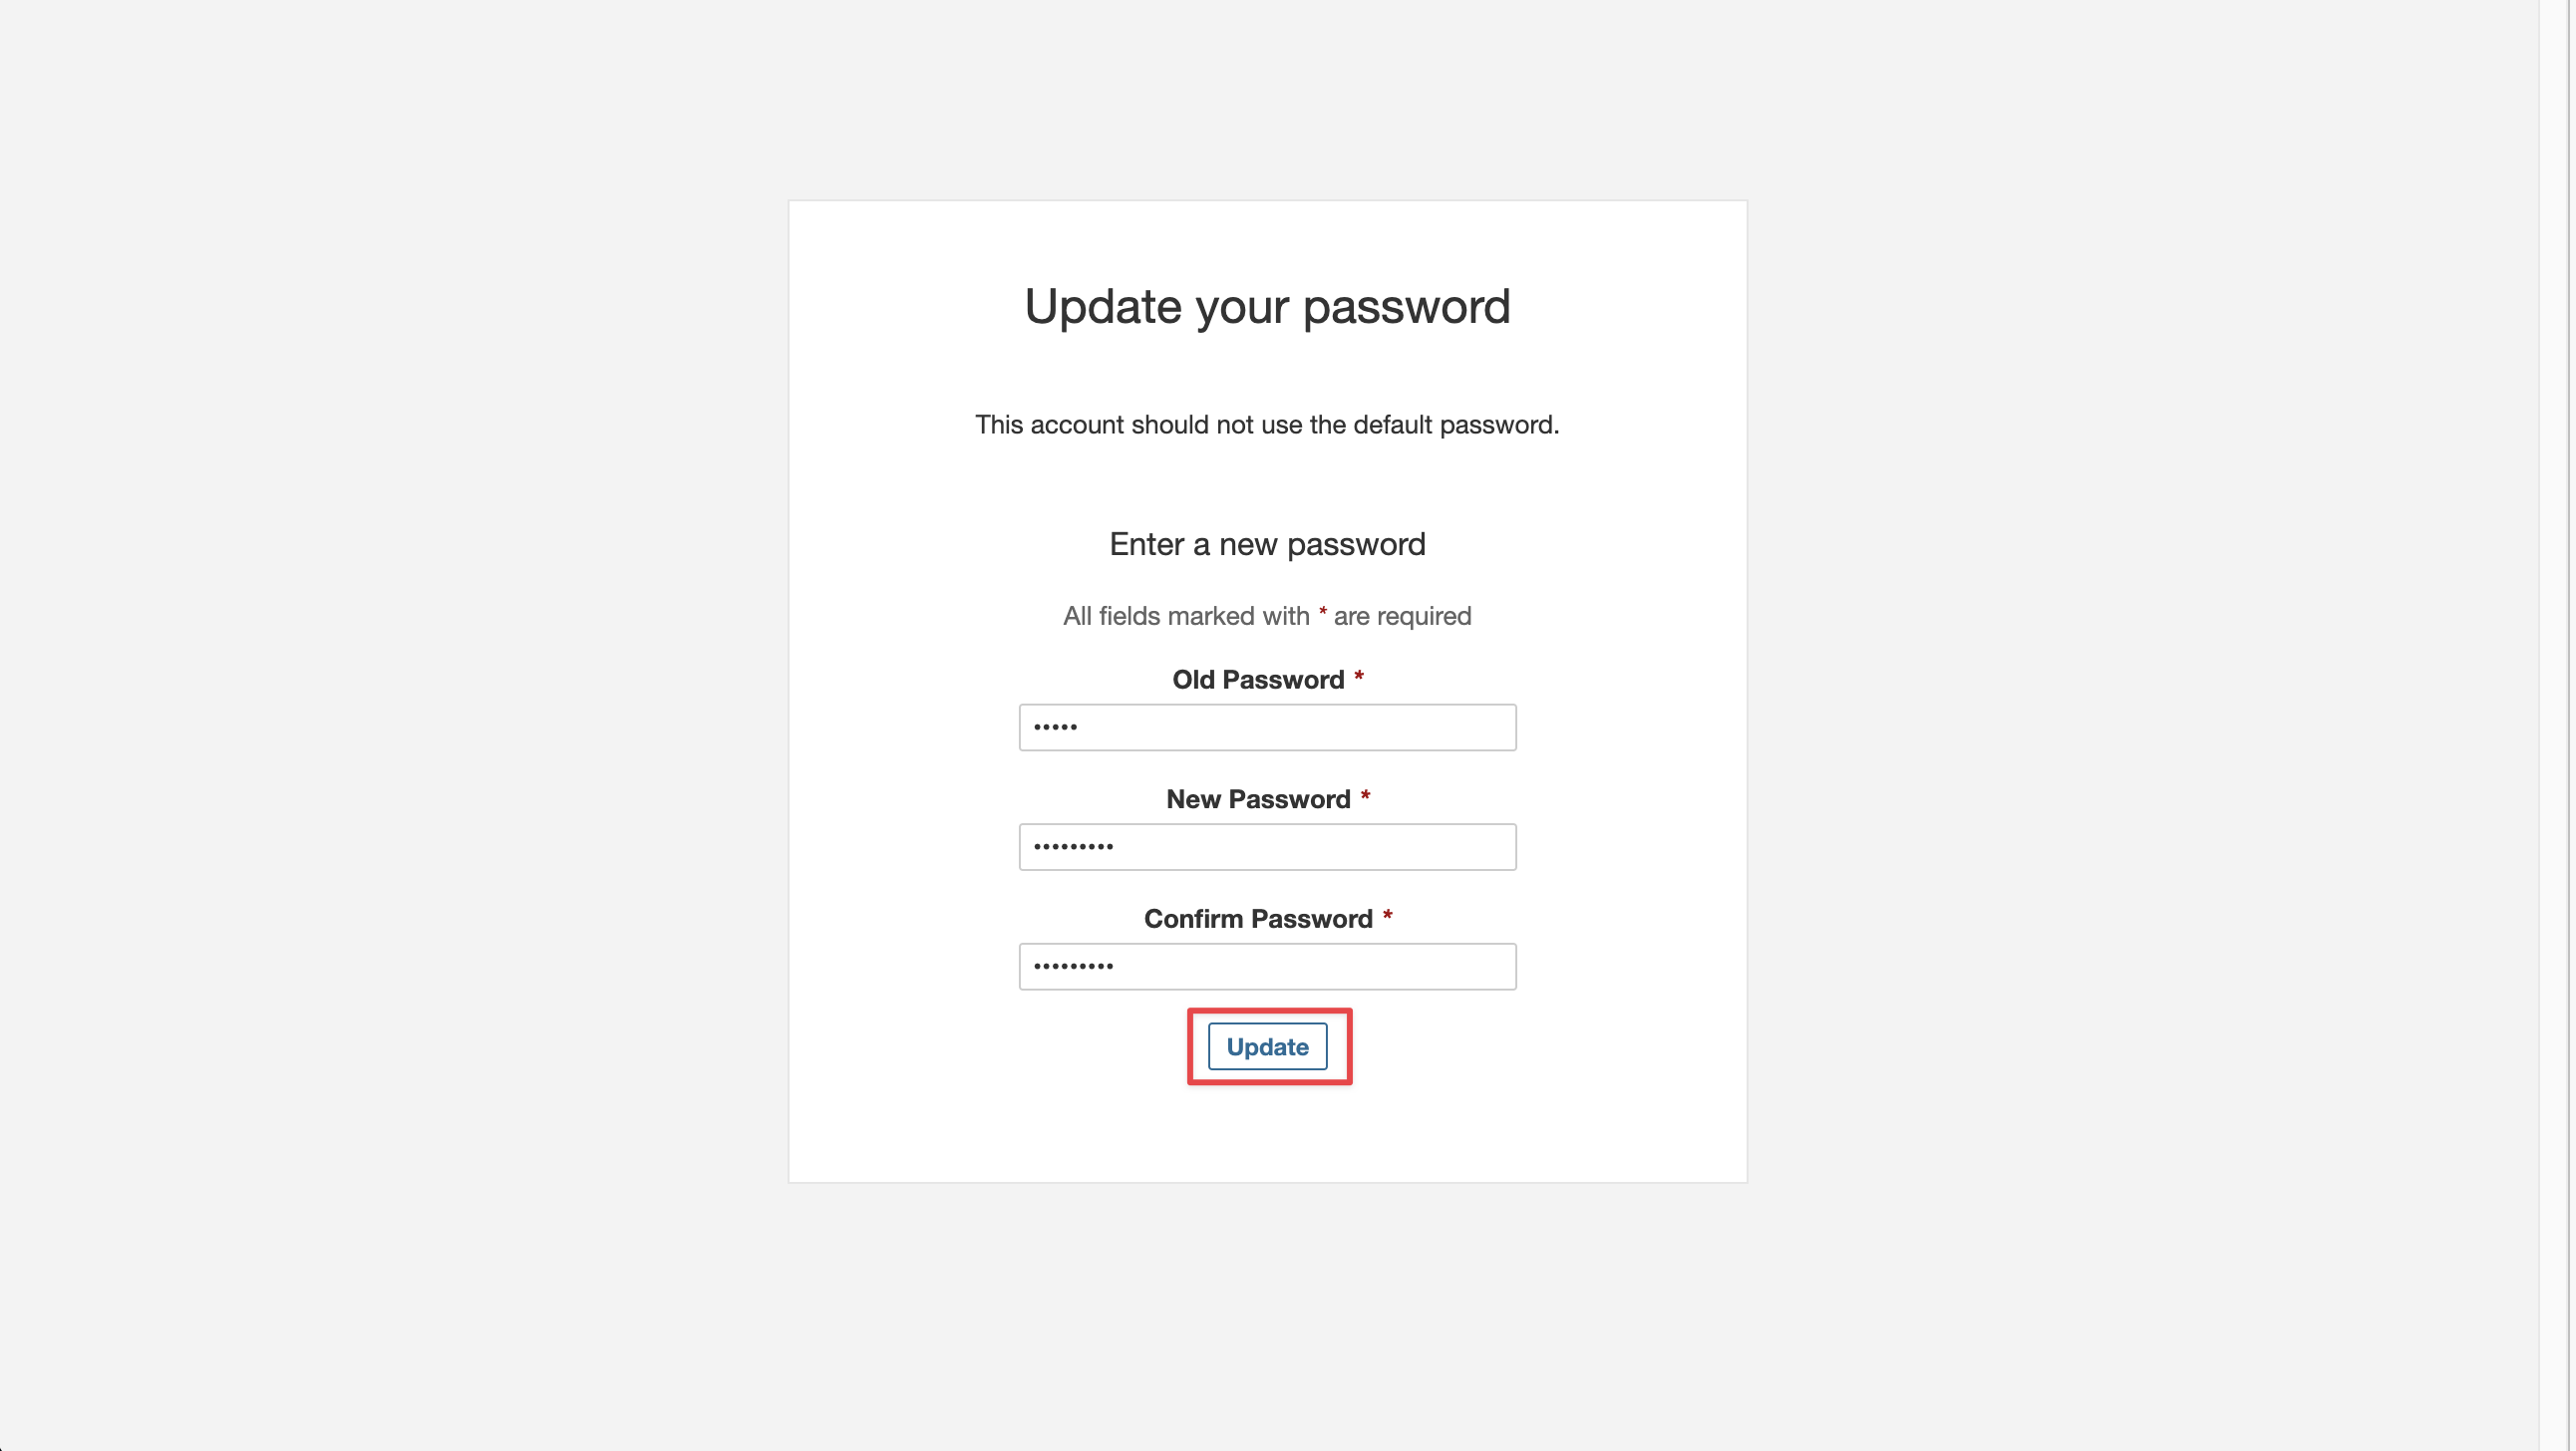 Update your password
This account should not use the default password.
Enter a new password
All fields marked with * are required
Old Password *
•••••
New Password *
•••••••••
Confirm Password *
•••••••••
Update